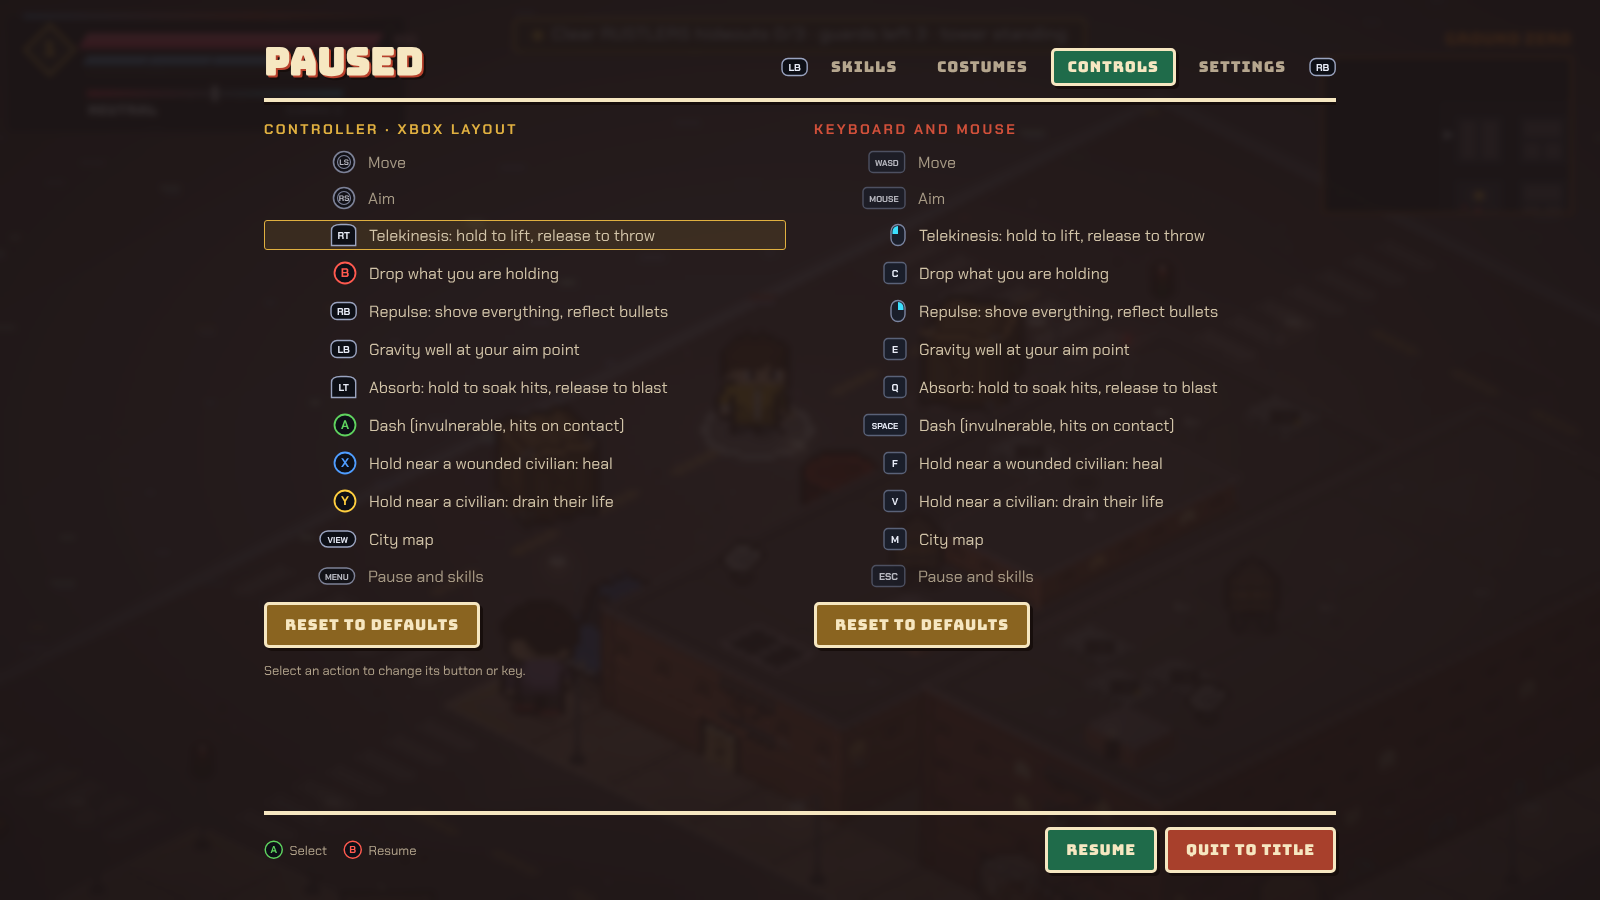 PAUSED
LB SKILLS COSTUMES CONTROLS SETTINGS RB
CONTROLLER · XBOX LAYOUT
LS Move
RS Aim
RT Telekinesis: hold to lift, release to throw
B Drop what you are holding
RB Repulse: shove everything, reflect bullets
LB Gravity well at your aim point
LT Absorb: hold to soak hits, release to blast
A Dash (invulnerable, hits on contact)
X Hold near a wounded civilian: heal
Y Hold near a civilian: drain their life
VIEW City map
MENU Pause and skills
RESET TO DEFAULTS
Select an action to change its button or key.
KEYBOARD AND MOUSE
WASD Move
MOUSE Aim
Telekinesis: hold to lift, release to throw
C Drop what you are holding
Repulse: shove everything, reflect bullets
E Gravity well at your aim point
Q Absorb: hold to soak hits, release to blast
SPACE Dash (invulnerable, hits on contact)
F Hold near a wounded civilian: heal
V Hold near a civilian: drain their life
M City map
ESC Pause and skills
RESET TO DEFAULTS
A Select B Resume
RESUME QUIT TO TITLE